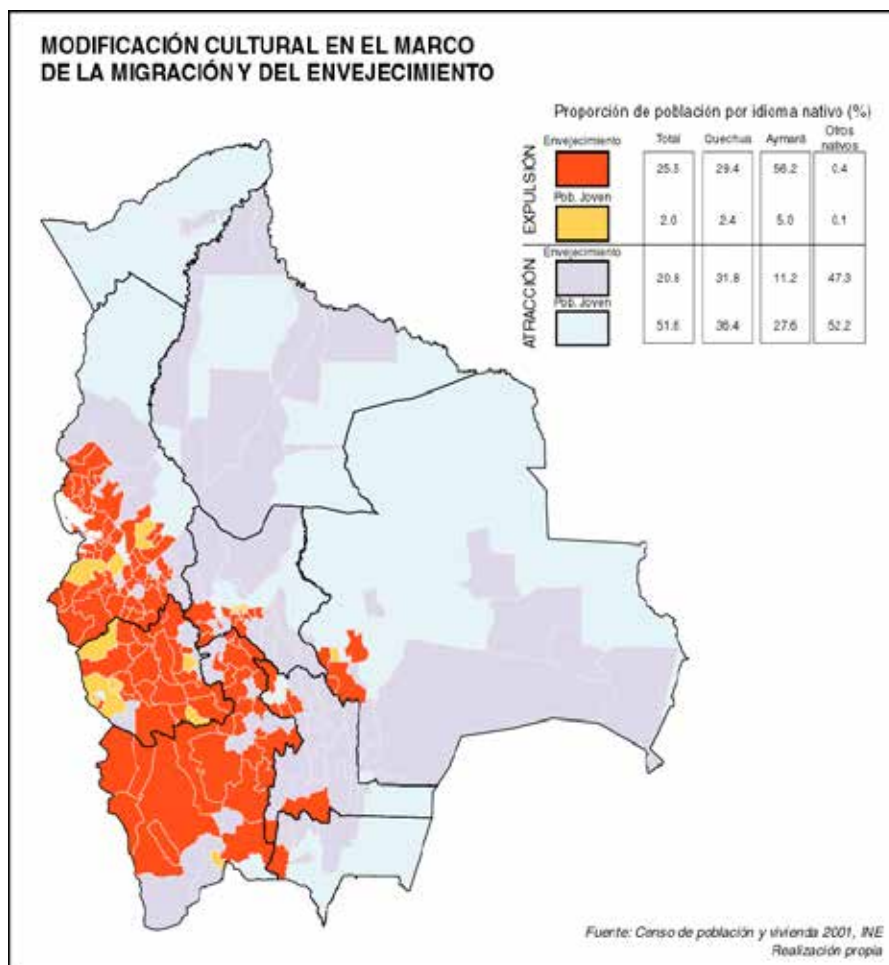 MODIFICACIÓN CULTURAL EN EL MARCO
DE LA MIGRACIÓN Y DEL ENVEJECIMIENTO
Proporción de población por idioma nativo (%)
Envejecimiento Total Quechua Aymará Otros nativos
EXPULSIÓN
25.5 29.4 56.2 0.4
Pob. Joven
2.0 2.4 5.0 0.1
ATRACCIÓN
Envejecimiento
20.8 31.8 11.2 47.3
Pob. Joven
51.6 36.4 27.6 52.2
Fuente: Censo de población y vivienda 2001, INE
Realización propia